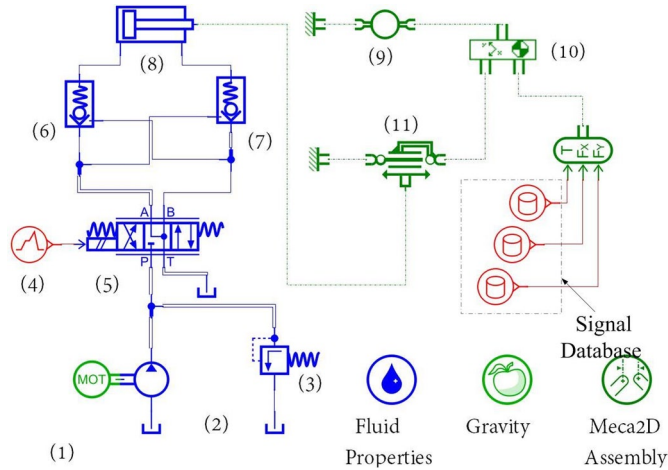 (8)
(9)
(10)
(6)
(7)
(11)
T
FX
FY
A B
(4)
(5)
P T
Signal
Database
MOT
(3)
(2)
(1)
Fluid
Properties
Gravity
Meca2D
Assembly